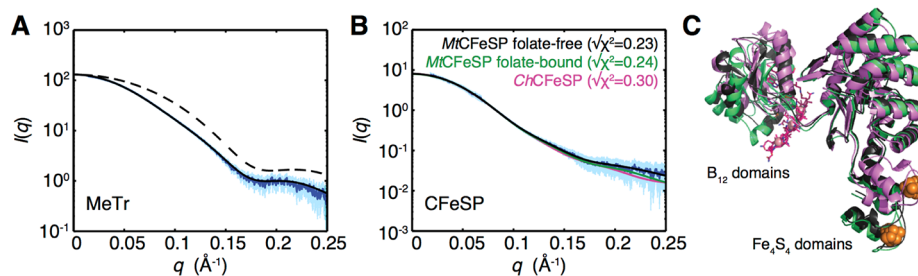 A
10³
10²
10¹
10⁰
10⁻¹
I(q)
MeTr
0
0.05
0.1
0.15
0.2
0.25
q (Å⁻¹)
B
10²
10¹
10⁰
10⁻¹
10⁻²
10⁻³
I(q)
MtCFeSP folate-free (√χ²=0.23)
MtCFeSP folate-bound (√χ²=0.24)
ChCFeSP (√χ²=0.30)
CFeSP
0
0.05
0.1
0.15
0.2
0.25
q (Å⁻¹)
C
B₁₂ domains
Fe₄S₄ domains